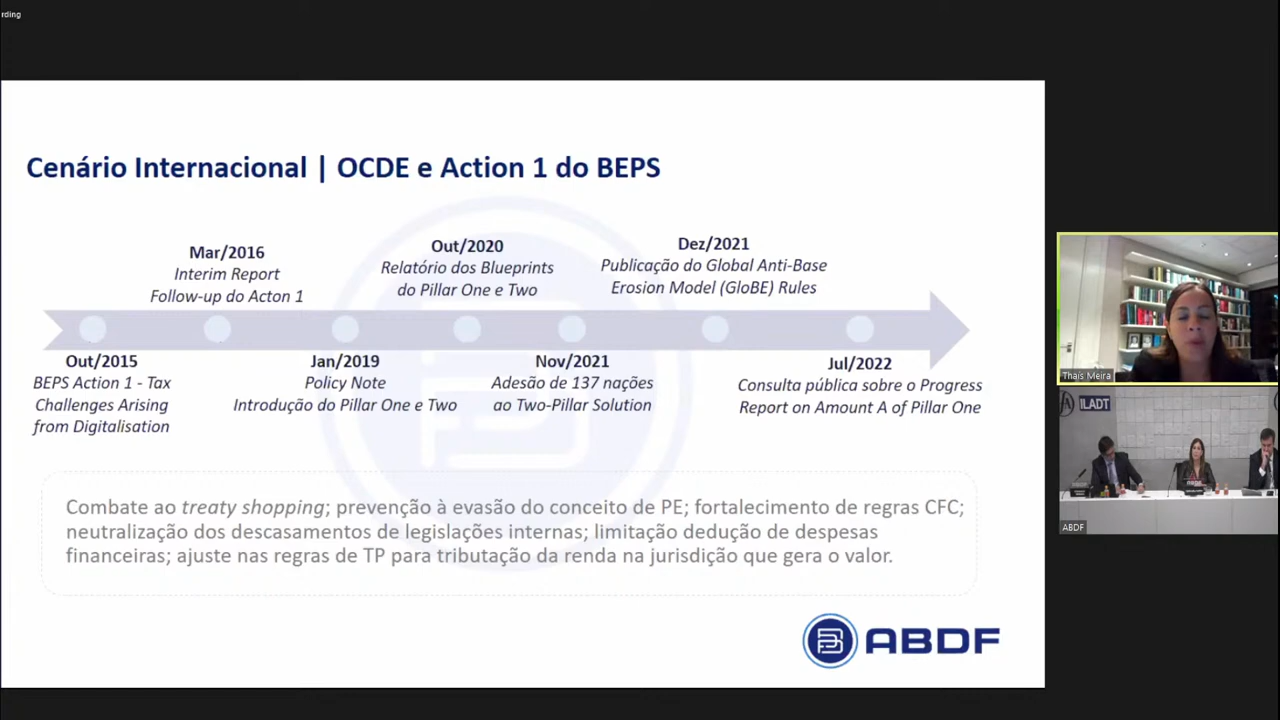 rding
Cenário Internacional | OCDE e Action 1 do BEPS
Mar/2016
Interim Report
Follow-up do Acton 1
Out/2020
Relatório dos Blueprints
do Pillar One e Two
Dez/2021
Publicação do Global Anti-Base
Erosion Model (GloBE) Rules
Out/2015
BEPS Action 1 - Tax
Challenges Arising
from Digitalisation
Jan/2019
Policy Note
Introdução do Pillar One e Two
Nov/2021
Adesão de 137 nações
ao Two-Pillar Solution
Jul/2022
Consulta pública sobre o Progress
Report on Amount A of Pillar One
Combate ao treaty shopping; prevenção à evasão do conceito de PE; fortalecimento de regras CFC;
neutralização dos descasamentos de legislações internas; limitação dedução de despesas
financeiras; ajuste nas regras de TP para tributação da renda na jurisdição que gera o valor.
ABDF
Thaís Meira
ILADT
ABDF